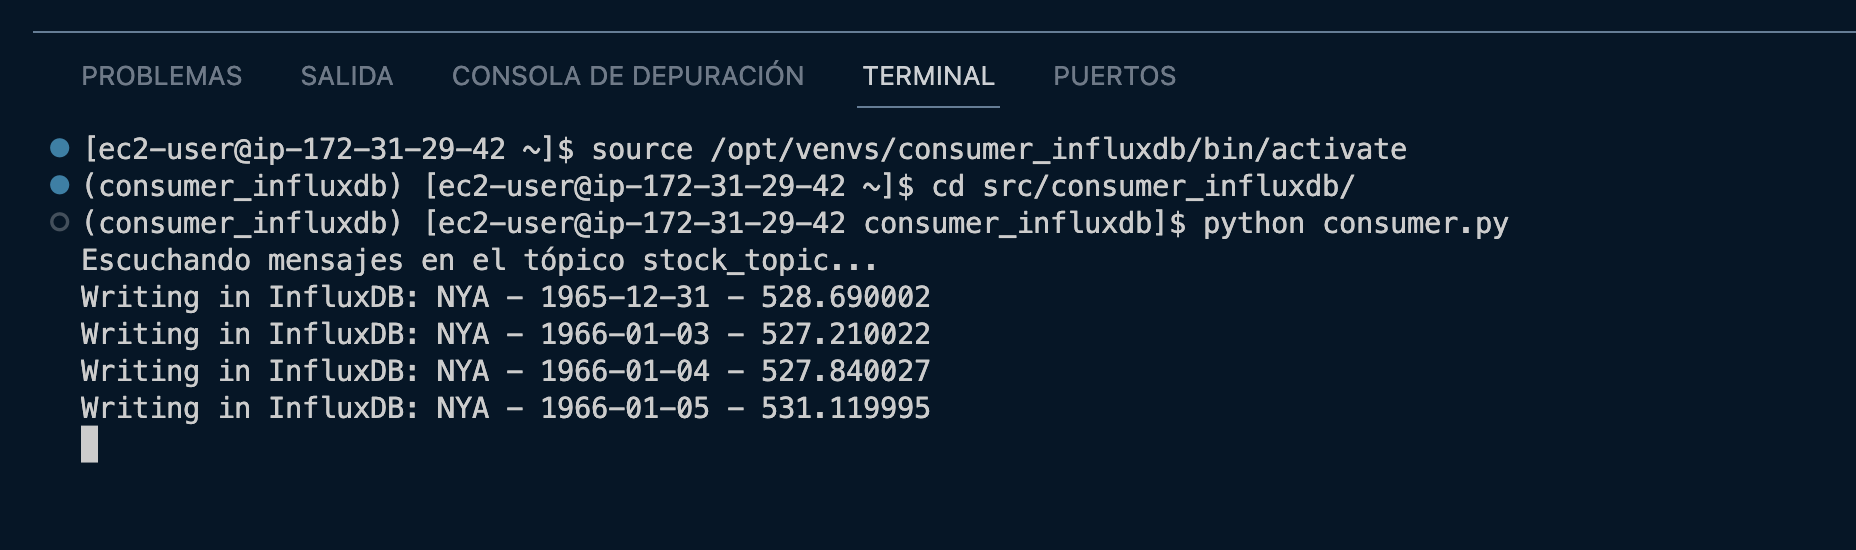 PROBLEMAS SALIDA CONSOLA DE DEPURACIÓN TERMINAL PUERTOS
[ec2-user@ip-172-31-29-42 ~]$ source /opt/venvs/consumer_influxdb/bin/activate
(consumer_influxdb) [ec2-user@ip-172-31-29-42 ~]$ cd src/consumer_influxdb/
(consumer_influxdb) [ec2-user@ip-172-31-29-42 consumer_influxdb]$ python consumer.py
Escuchando mensajes en el tópico stock_topic...
Writing in InfluxDB: NYA - 1965-12-31 - 528.690002
Writing in InfluxDB: NYA - 1966-01-03 - 527.210022
Writing in InfluxDB: NYA - 1966-01-04 - 527.840027
Writing in InfluxDB: NYA - 1966-01-05 - 531.119995